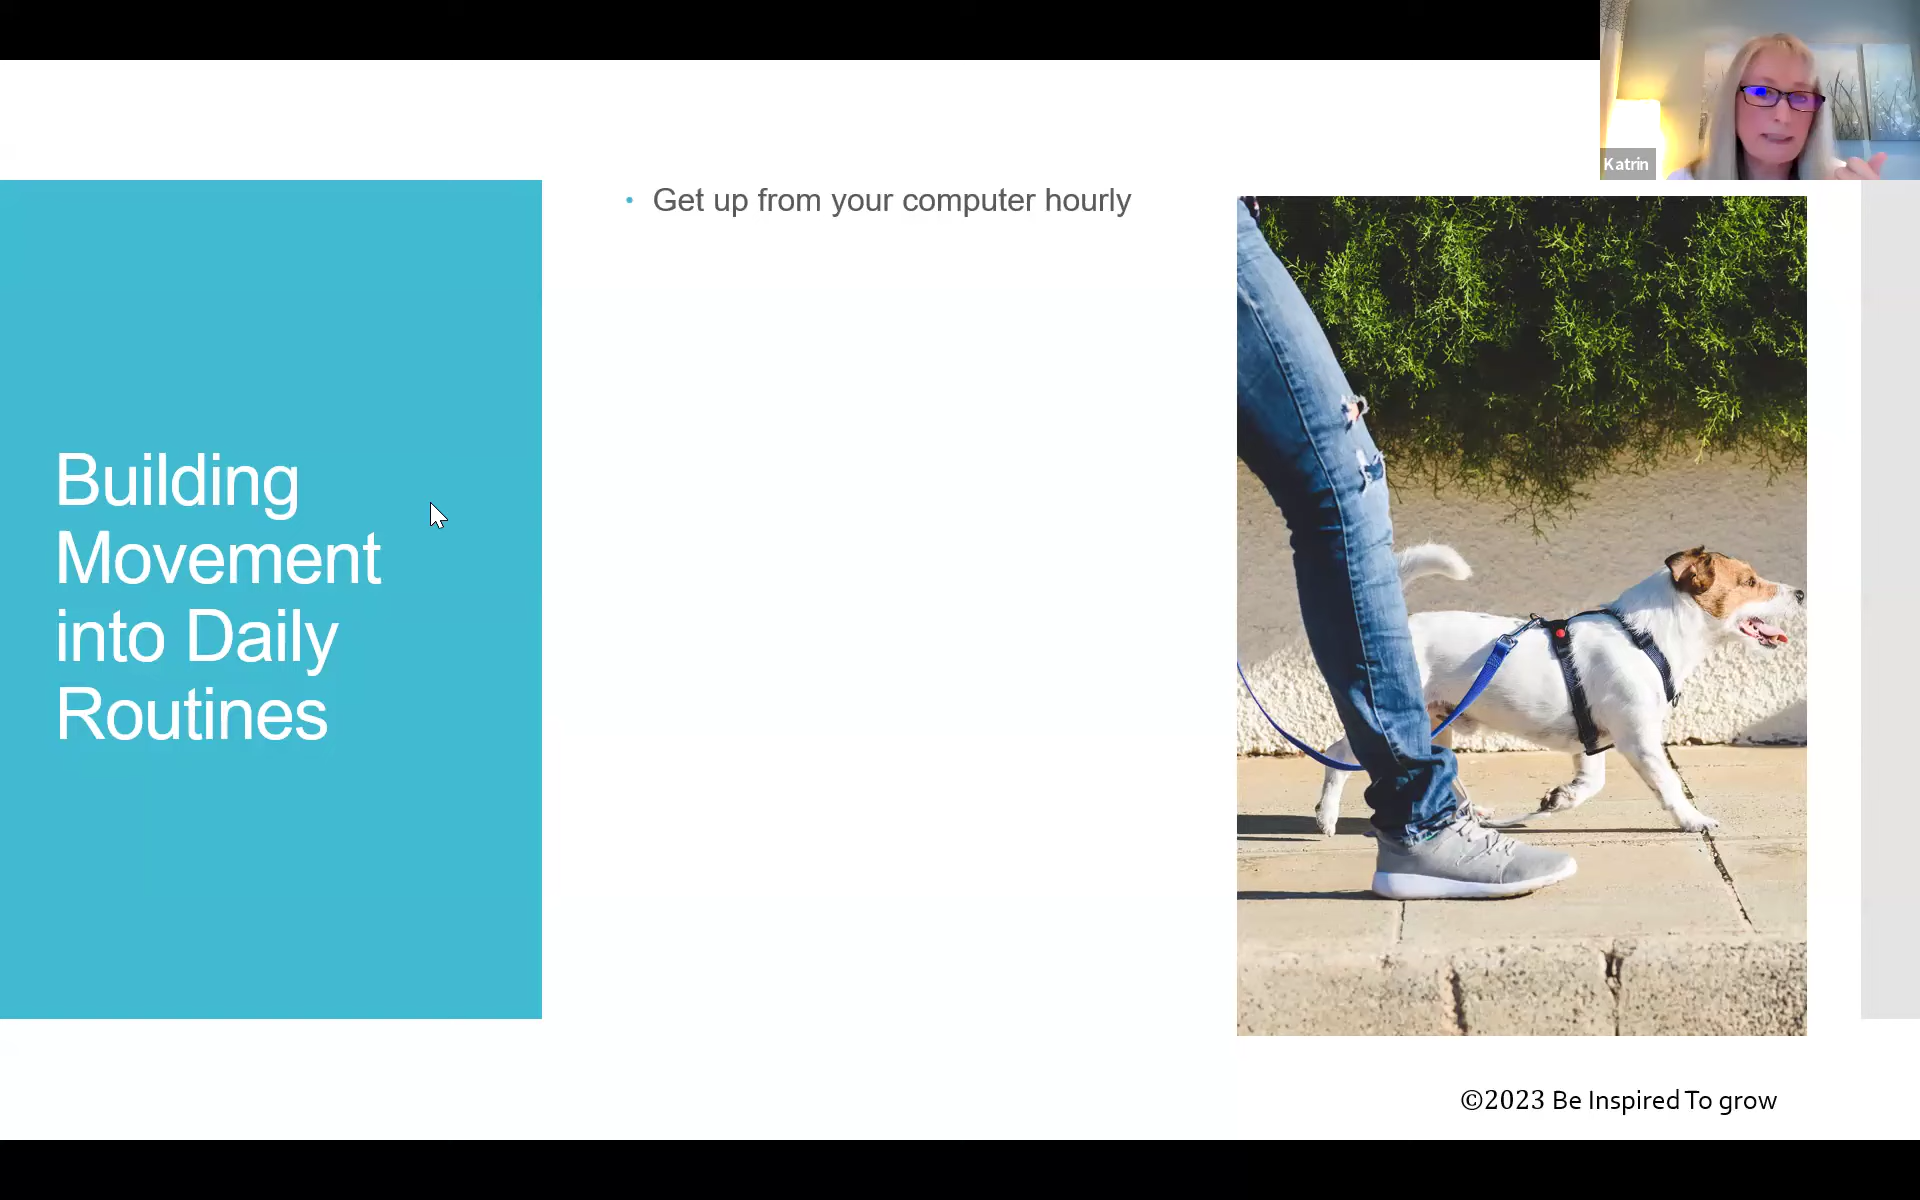 Katrin
• Get up from your computer hourly
Building
Movement
into Daily
Routines
©2023 Be Inspired To grow